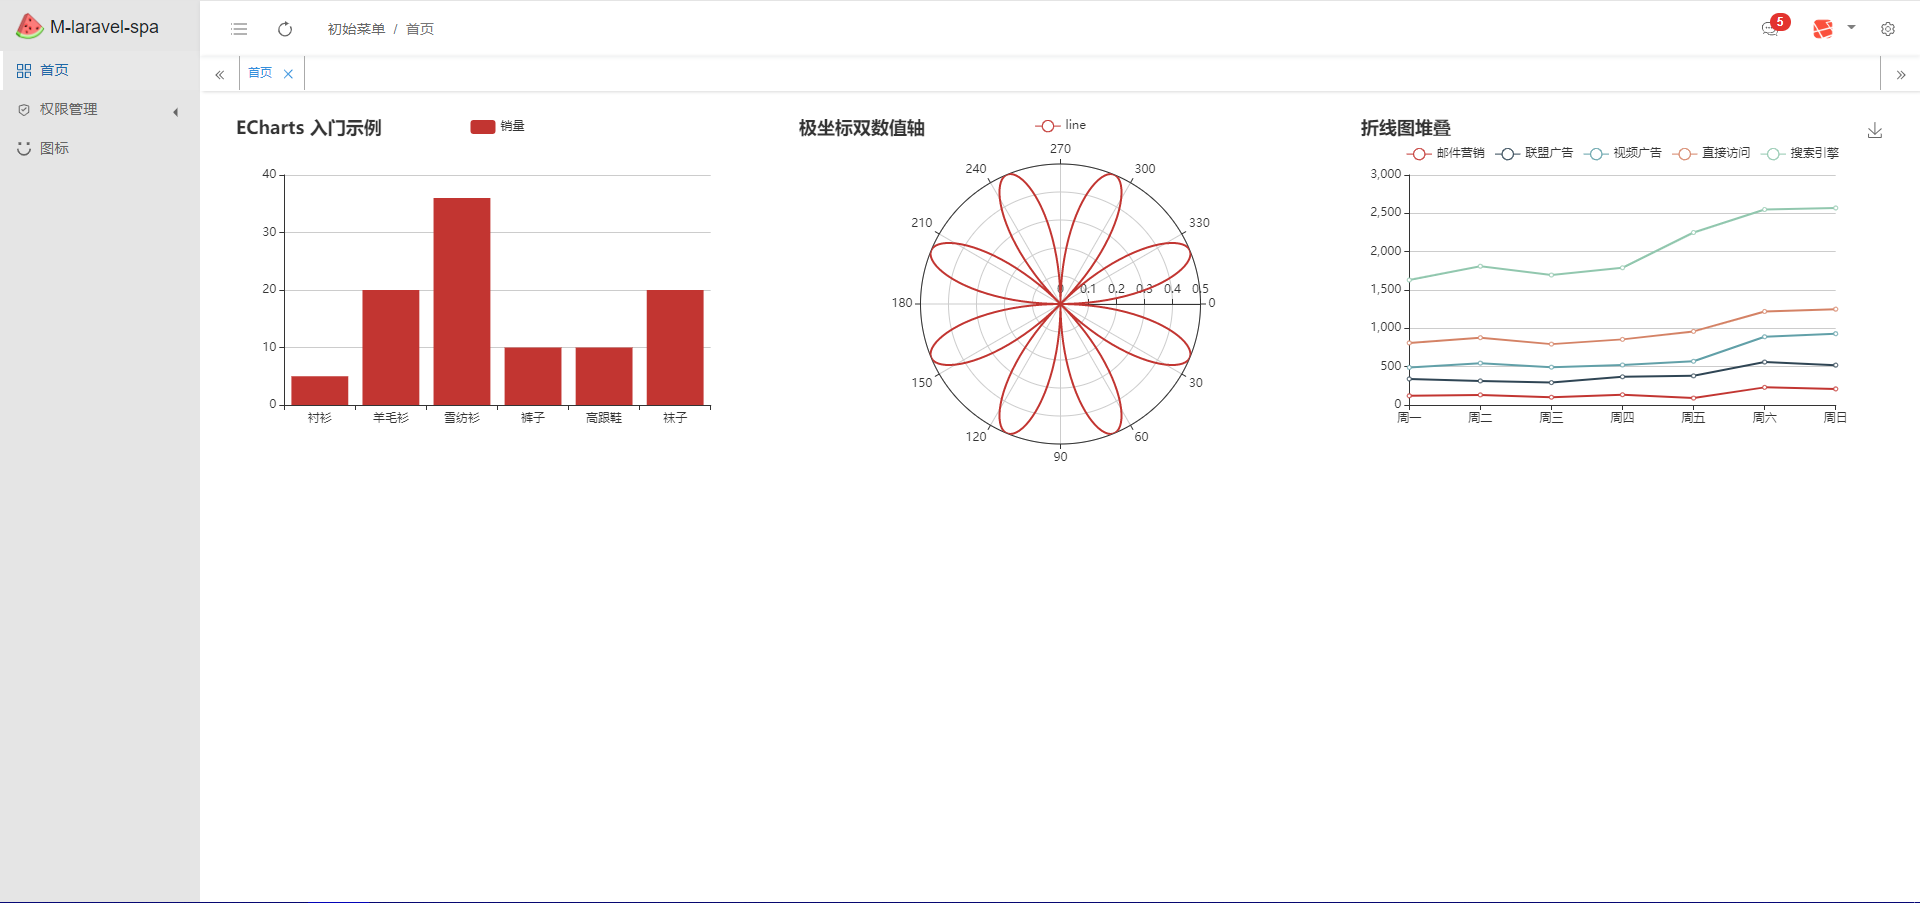 M-laravel-spa
首页
权限管理
图标
初始菜单 / 首页
5
首页
ECharts 入门示例
销量
40
30
20
10
0
衬衫 羊毛衫 雪纺衫 裤子 高跟鞋 袜子
极坐标双数值轴
line
270
240 300
210 330
0 0.1 0.2 0.3 0.4 0.5
180 0
150 30
120 60
90
折线图堆叠
邮件营销 联盟广告 视频广告 直接访问 搜索引擎
3,000
2,500
2,000
1,500
1,000
500
0
周一 周二 周三 周四 周五 周六 周日